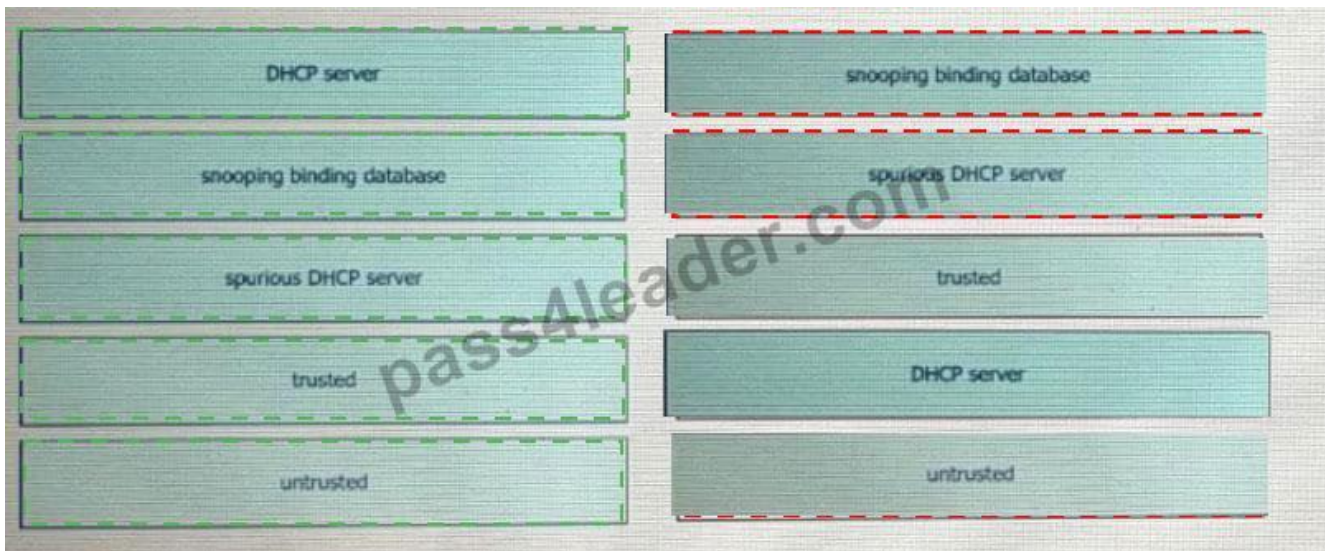 DHCP server
snooping binding database
snooping binding database
spurious DHCP server
spurious DHCP server
trusted
trusted
DHCP server
untrusted
untrusted
pass4leader.com